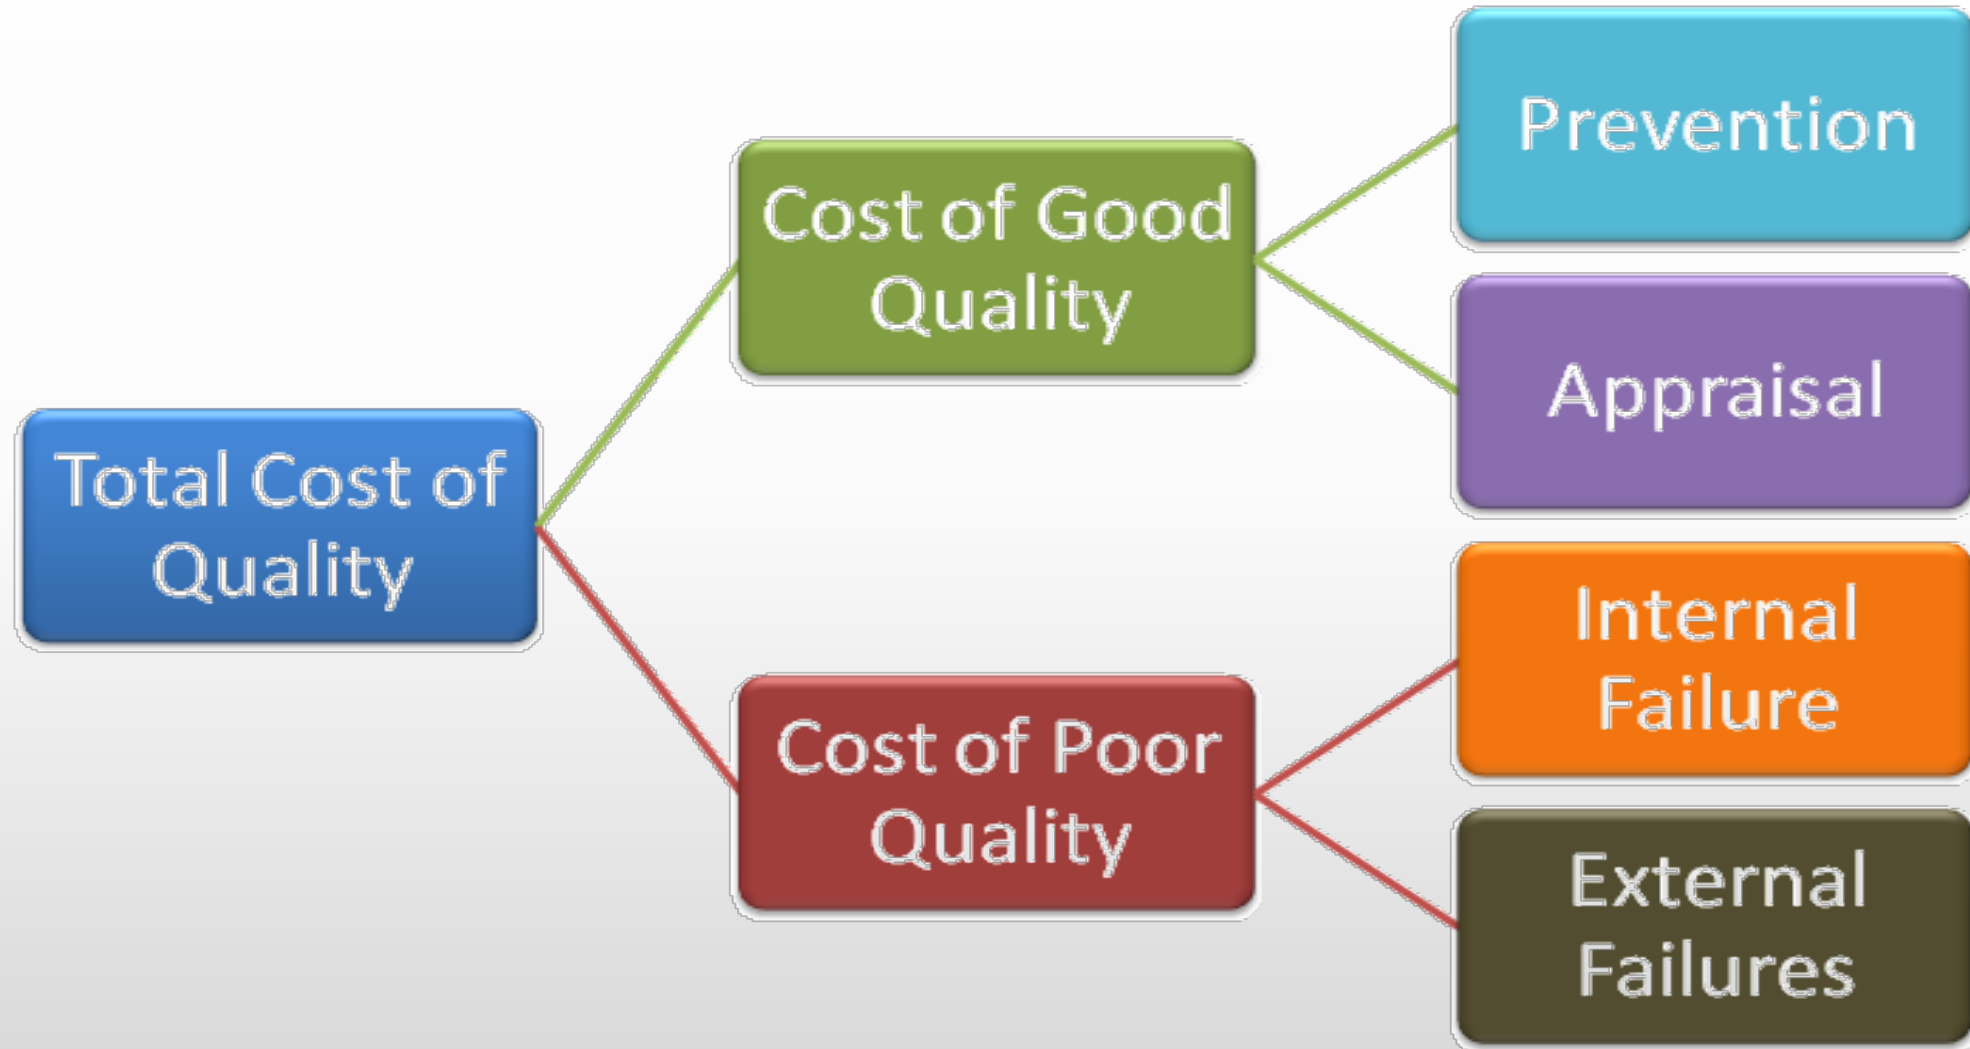 Total Cost of
Quality
Cost of Good
Quality
Cost of Poor
Quality
Prevention
Appraisal
Internal
Failure
External
Failures